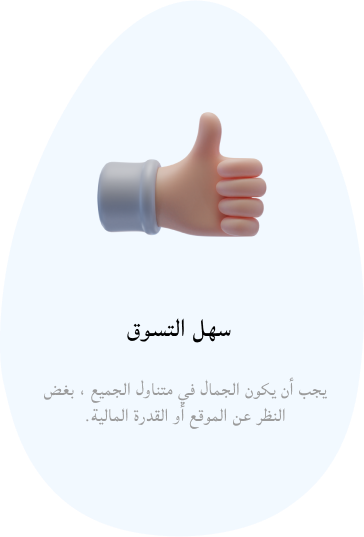 سهل التسوق
يجب أن يكون الجمال في متناول الجميع ، بغض
النظر عن الموقع أو القدرة المالية.